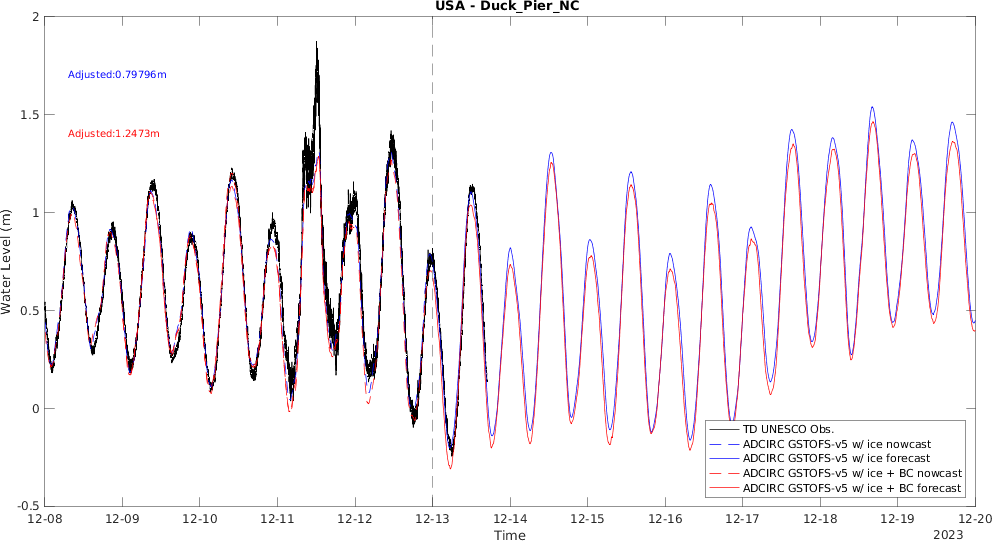 USA - Duck_Pier_NC
2
Adjusted:0.79796m
1.5
Adjusted:1.2473m
1
Water Level (m)
0.5
0
-0.5
TD UNESCO Obs.
ADCIRC GSTOFS-v5 w/ ice nowcast
ADCIRC GSTOFS-v5 w/ ice forecast
ADCIRC GSTOFS-v5 w/ ice + BC nowcast
ADCIRC GSTOFS-v5 w/ ice + BC forecast
12-08 12-09 12-10 12-11 12-12 12-13 12-14 12-15 12-16 12-17 12-18 12-19 12-20
Time
2023